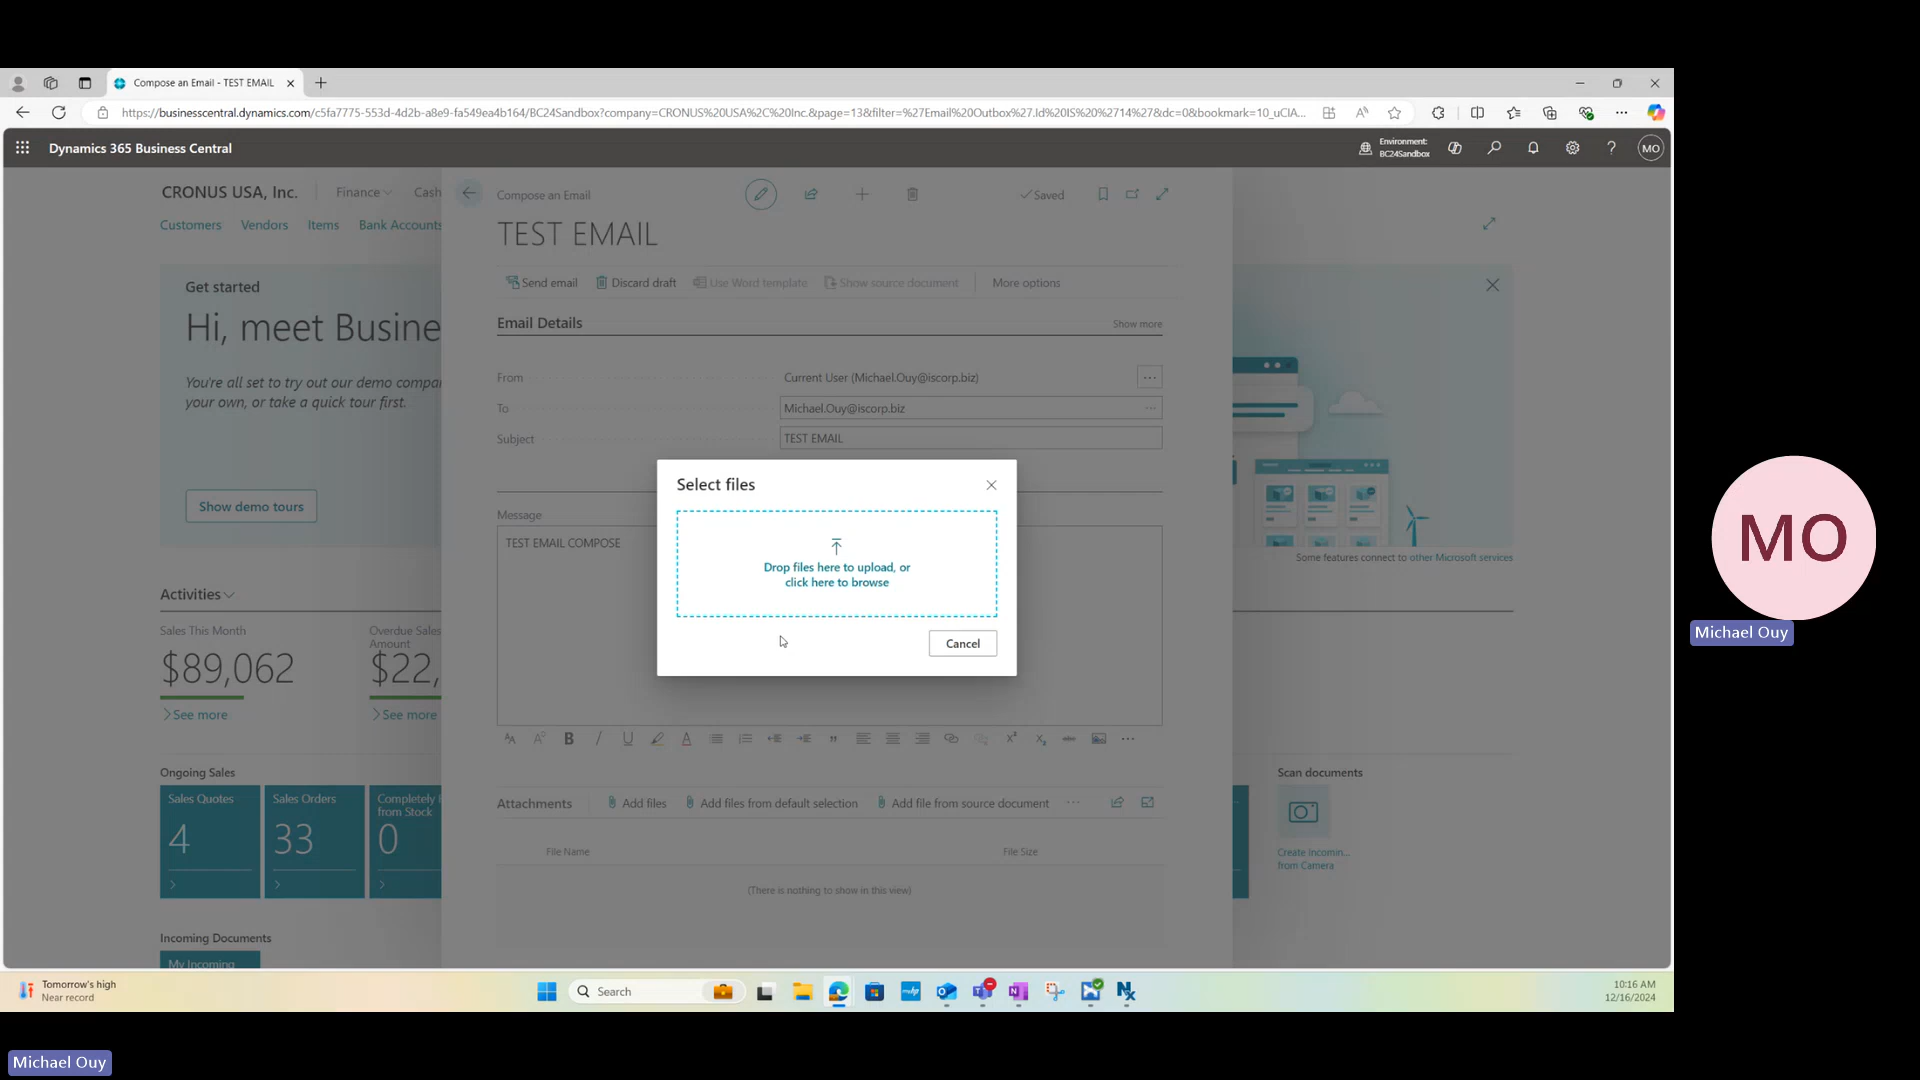 Compose an Email - TEST EMAIL
https://businesscentral.dynamics.com/c5fa7775-553d-4d2b-a8e9-fa549ea4b164/BC24Sandbox?company=CRONUS%20USA%2C%20Inc.&page=13&filter=%27Email%20Outbox%27.Id%20IS%20%2714%27&dc=0&bookmark=10_uCIA...
Dynamics 365 Business Central
Environment:
BC24Sandbox
MO
CRONUS USA, Inc.
Finance
Cash
Customers
Vendors
Items
Bank Accounts
Compose an Email
Saved
TEST EMAIL
Send email
Discard draft
Use Word template
Show source document
More options
Get started
Hi, meet Busine
You're all set to try out our demo compa
your own, or take a quick tour first.
Show demo tours
Email Details
Show more
From
Current User (Michael.Ouy@iscorp.biz)
To
Michael.Ouy@iscorp.biz
Subject
TEST EMAIL
Message
TEST EMAIL COMPOSE
Select files
Drop files here to upload, or
click here to browse
Cancel
Some features connect to other Microsoft services
Activities
Sales This Month
$89,062
See more
Overdue Sales
Amount
$22,
See more
Ongoing Sales
Sales Quotes
4
Sales Orders
33
Completely
from Stock
0
Attachments
Add files
Add files from default selection
Add file from source document
File Name
File Size
(There is nothing to show in this view)
Scan documents
Create Incomin...
from Camera
Incoming Documents
My Incoming
Tomorrow's high
Near record
Search
10:16 AM
12/16/2024
MO
Michael Ouy
Michael Ouy